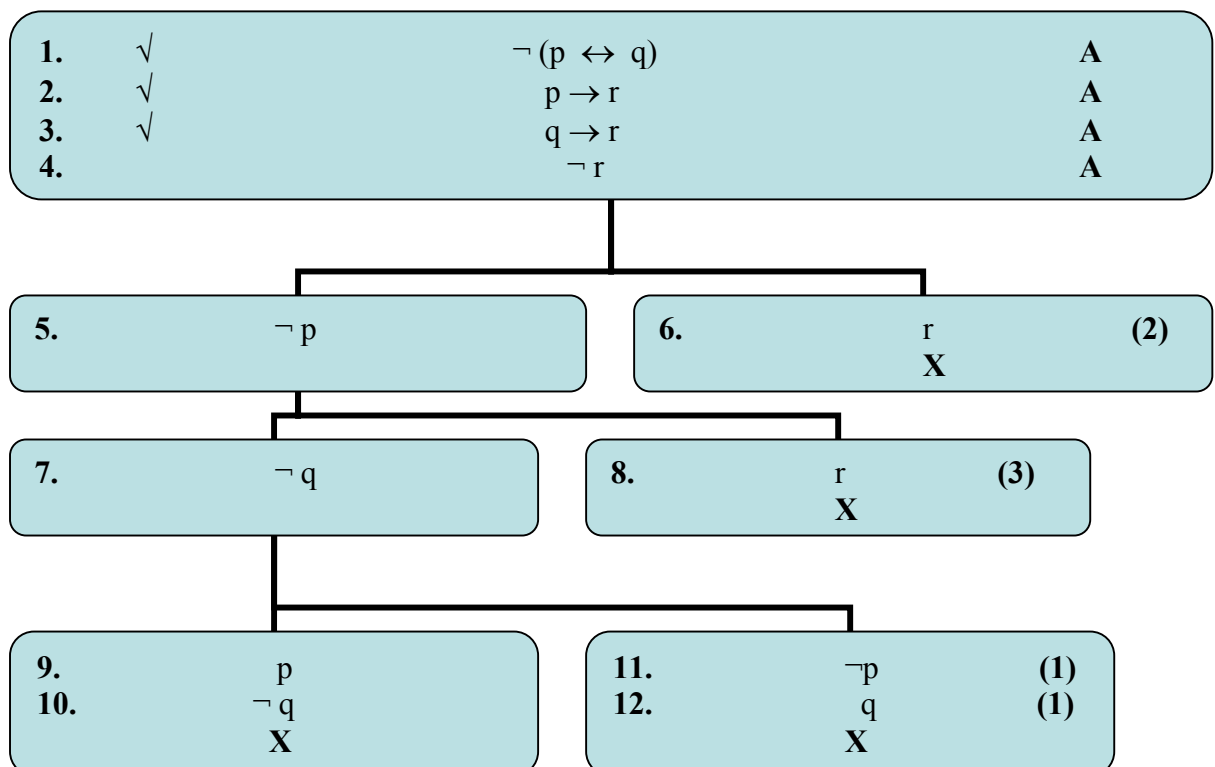 1. √ ¬ (p ↔ q) A
2. √ p → r A
3. √ q → r A
4. ¬ r A
5. ¬ p
6. r (2)
X
7. ¬ q
8. r (3)
X
9. p
10. ¬ q
X
11. ¬p (1)
12. q (1)
X